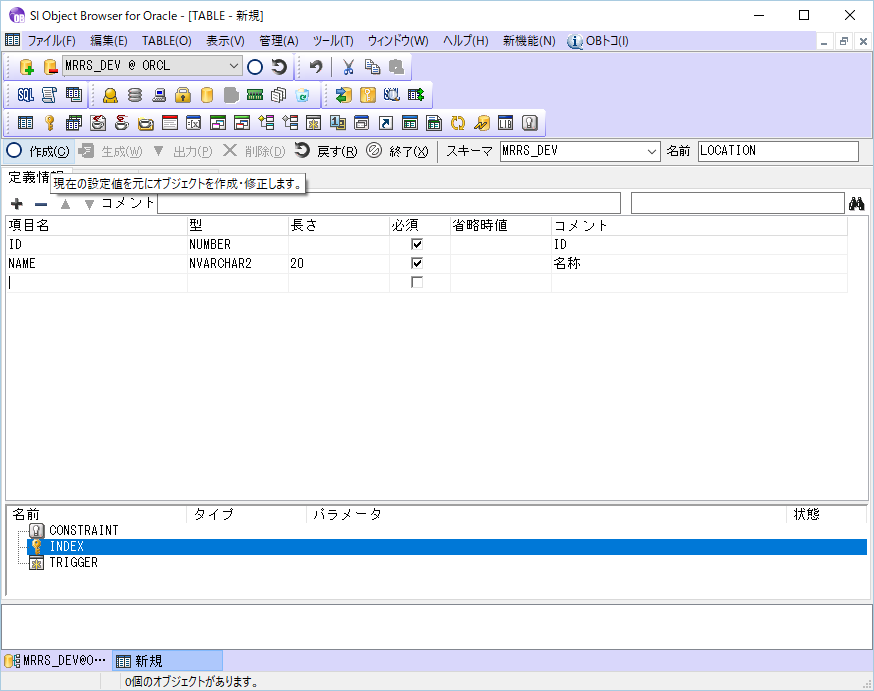 SI Object Browser for Oracle - [TABLE - 新規]
ファイル(F) 編集(E) TABLE(O) 表示(V) 管理(A) ツール(T) ウィンドウ(W) ヘルプ(H) 新機能(N) OBトコ(I)
MRRS_DEV @ ORCL
SQL
LIB
作成(C) 生成(W) 出力(P) 削除(D) 戻す(R) 終了(X) スキーマ MRRS_DEV 名前 LOCATION
定義情報
現在の設定値を元にオブジェクトを作成・修正します。
コメント
項目名 型 長さ 必須 省略時値 コメント
ID NUMBER ID
NAME NVARCHAR2 20 名称
名前 タイプ パラメータ 状態
CONSTRAINT
INDEX
TRIGGER
MRRS_DEV@O… 新規
0個のオブジェクトがあります。